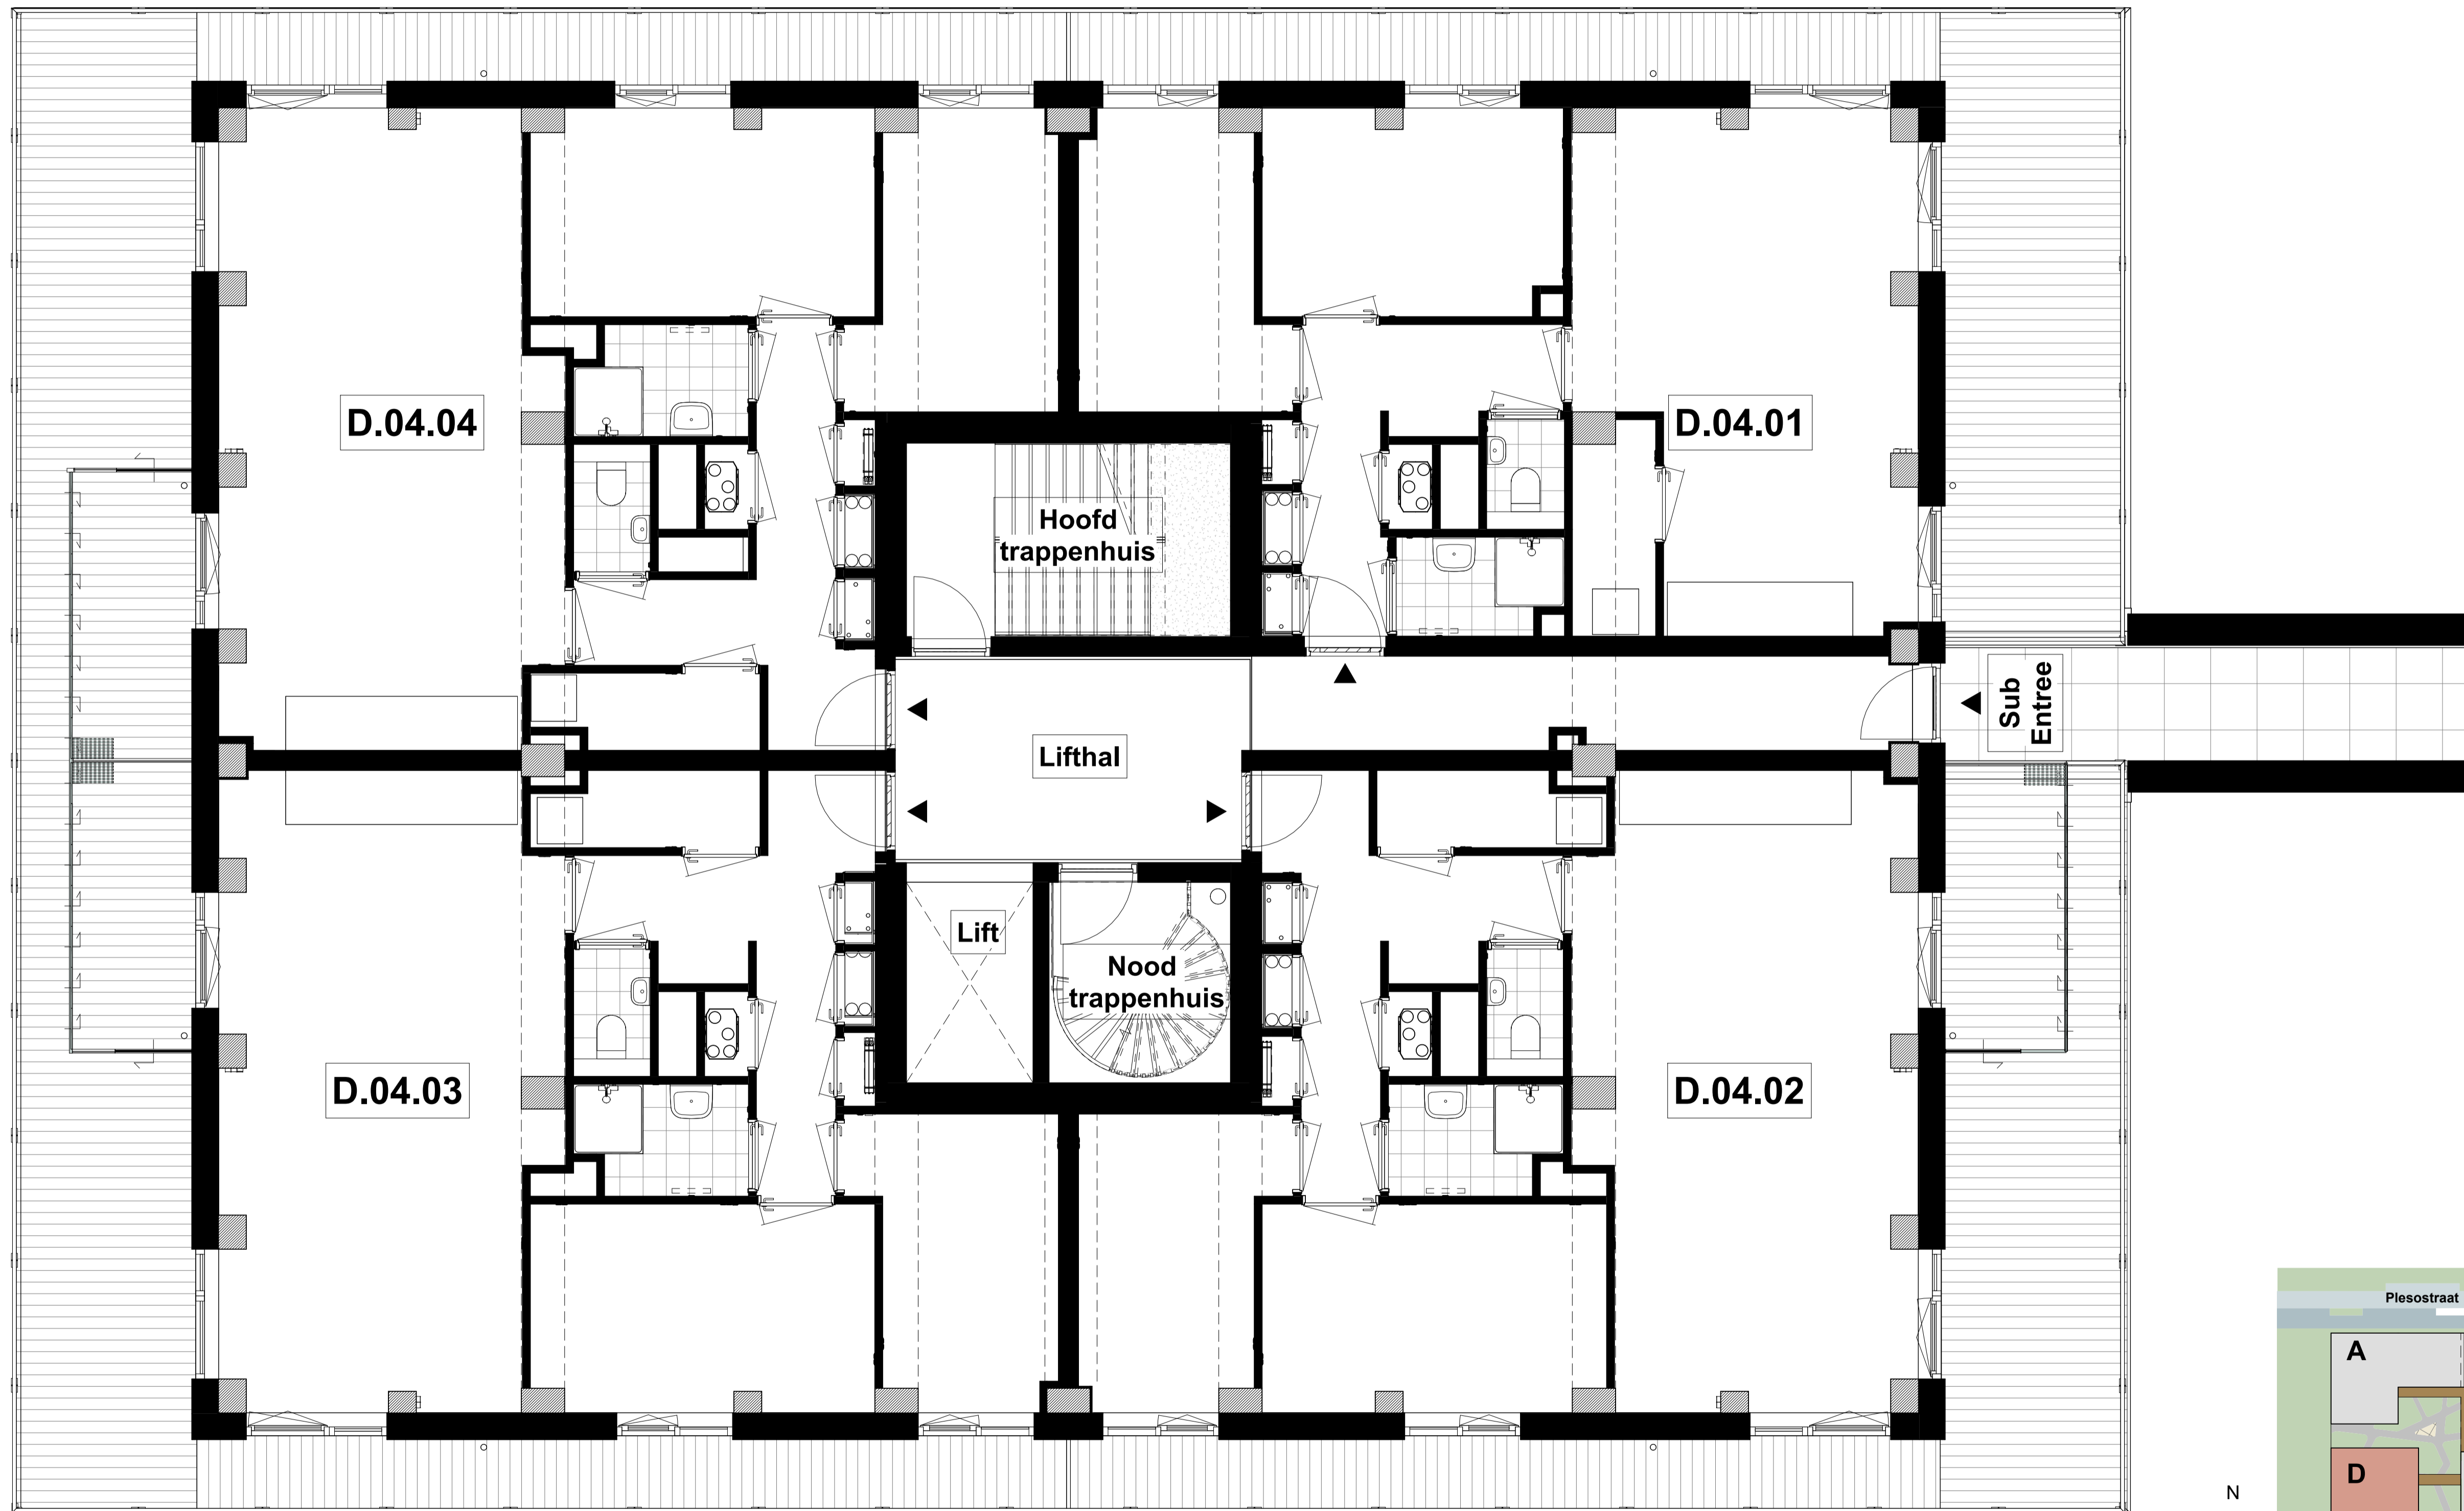 D.04.04
D.04.01
Hoofd
trappenhuis
Sub
Entree
Lifthal
Lift
Nood
trappenhuis
D.04.03
D.04.02
Plesostraat
A
D
N